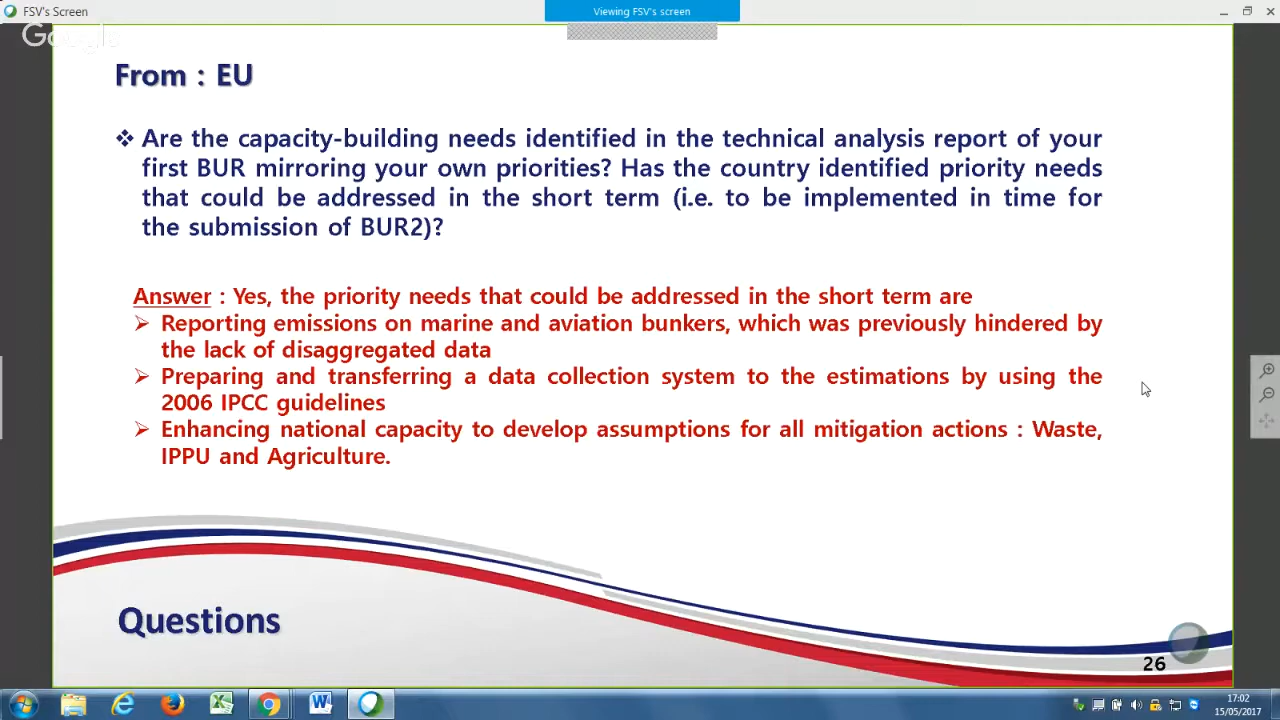 FSV's Screen
Viewing FSV's screen
Google
From : EU
❖ Are the capacity-building needs identified in the technical analysis report of your
first BUR mirroring your own priorities? Has the country identified priority needs
that could be addressed in the short term (i.e. to be implemented in time for
the submission of BUR2)?
Answer : Yes, the priority needs that could be addressed in the short term are
➢ Reporting emissions on marine and aviation bunkers, which was previously hindered by
the lack of disaggregated data
➢ Preparing and transferring a data collection system to the estimations by using the
2006 IPCC guidelines
➢ Enhancing national capacity to develop assumptions for all mitigation actions : Waste,
IPPU and Agriculture.
Questions
26
17:02
15/05/2017